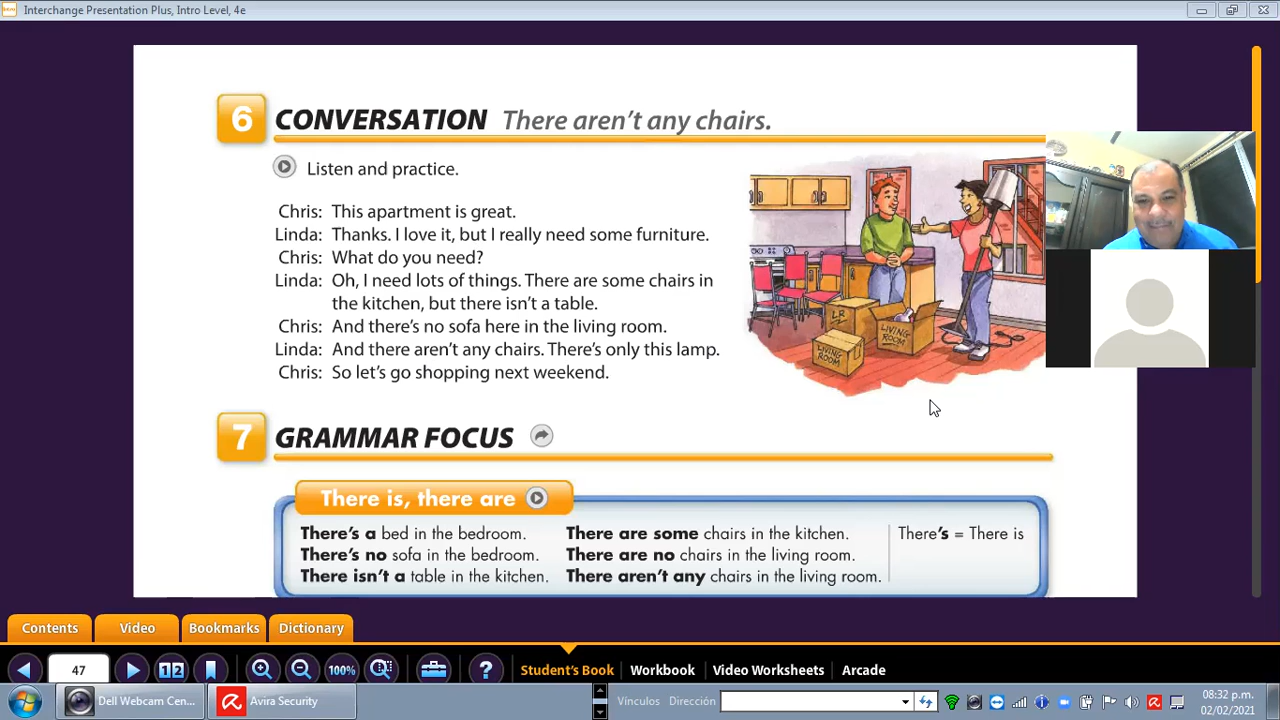 Interchange Presentation Plus, Intro Level, 4e
6 CONVERSATION There aren't any chairs.
Listen and practice.
Chris: This apartment is great.
Linda: Thanks. I love it, but I really need some furniture.
Chris: What do you need?
Linda: Oh, I need lots of things. There are some chairs in
the kitchen, but there isn't a table.
Chris: And there's no sofa here in the living room.
Linda: And there aren't any chairs. There's only this lamp.
Chris: So let's go shopping next weekend.
LR
LIVING ROOM
LIVING ROOM
7 GRAMMAR FOCUS
There is, there are
There's a bed in the bedroom. There are some chairs in the kitchen. There's = There is
There's no sofa in the bedroom. There are no chairs in the living room.
There isn't a table in the kitchen. There aren't any chairs in the living room.
Contents Video Bookmarks Dictionary
47 12 100% ? Student's Book Workbook Video Worksheets Arcade
Dell Webcam Cen... Avira Security Vínculos Dirección 08:32 p.m.
02/02/2021